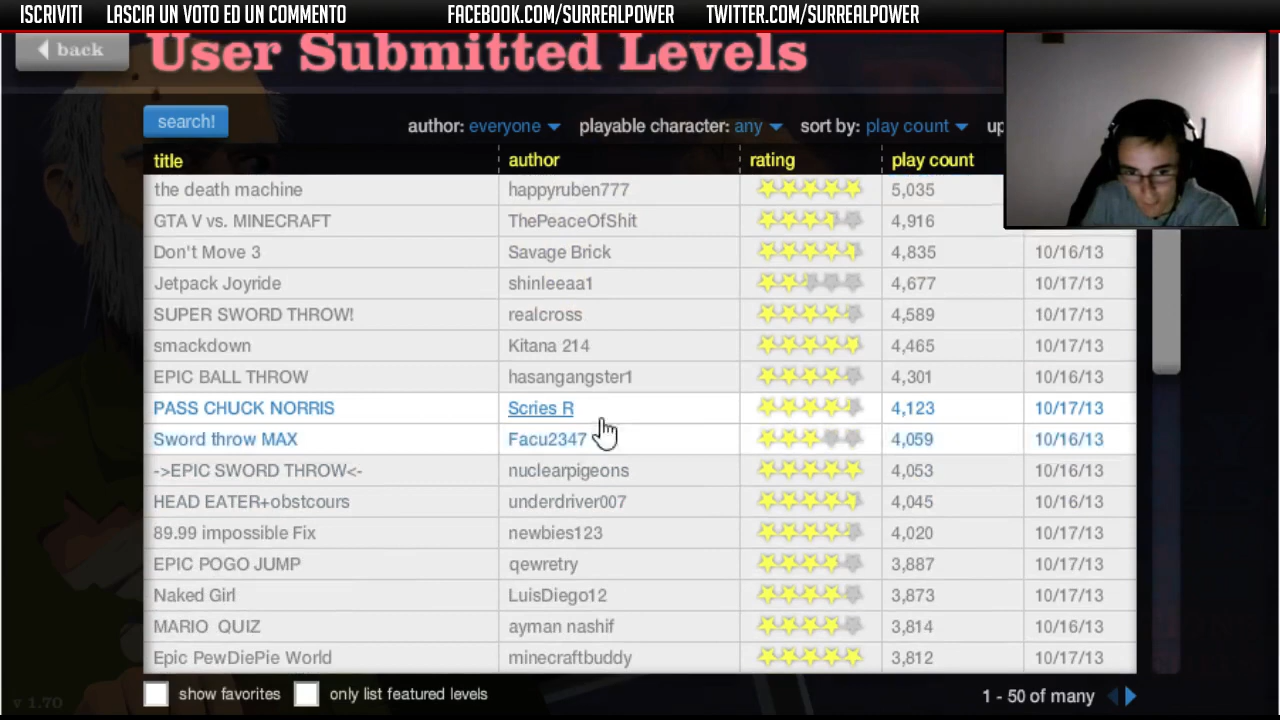 ISCRIVITI LASCIA UN VOTO ED UN COMMENTO FACEBOOK.COM/SURREALPOWER TWITTER.COM/SURREALPOWER
back User Submitted Levels
search! author: everyone playable character: any sort by: play count up
title author rating play count
the death machine happyruben777 5,035
GTA V vs. MINECRAFT ThePeaceOfShit 4,916
Don't Move 3 Savage Brick 4,835 10/16/13
Jetpack Joyride shinleeaa1 4,677 10/17/13
SUPER SWORD THROW! realcross 4,589 10/17/13
smackdown Kitana 214 4,465 10/17/13
EPIC BALL THROW hasangangster1 4,301 10/17/13
PASS CHUCK NORRIS Scries R 4,123 10/17/13
Sword throw MAX Facu2347 4,059 10/16/13
->EPIC SWORD THROW<- nuclearpigeons 4,053 10/16/13
HEAD EATER+obstcours underdriver007 4,045 10/16/13
89.99 impossible Fix newbies123 4,020 10/16/13
EPIC POGO JUMP qewretry 3,887 10/17/13
Naked Girl LuisDiego12 3,873 10/17/13
MARIO QUIZ ayman nashif 3,814 10/16/13
Epic PewDiePie World minecraftbuddy 3,812 10/17/13
v 1.70 show favorites only list featured levels 1 - 50 of many